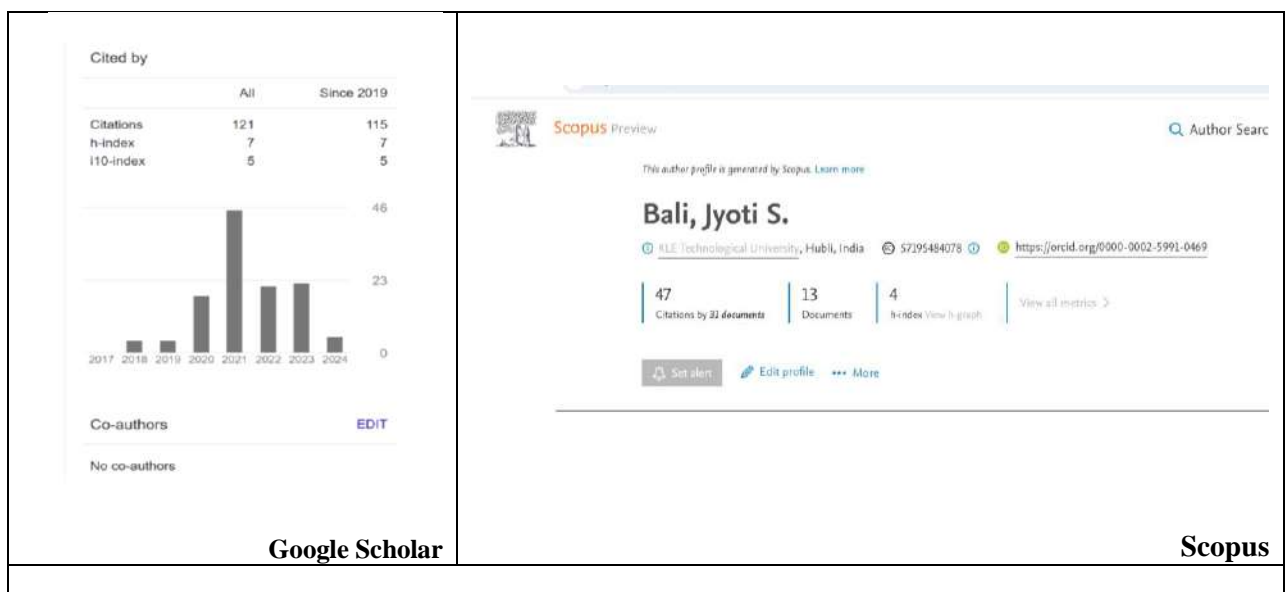 Cited by
All Since 2019
Citations 121 115
h-index 7 7
i10-index 5 5
46
23
0
2017 2018 2019 2020 2021 2022 2023 2024
Co-authors EDIT
No co-authors
Google Scholar
Scopus Preview
Author Searc
This author profile is generated by Scopus. Learn more
Bali, Jyoti S.
KLE Technological University, Hubli, India 57195484078 https://orcid.org/0000-0002-5991-0469
47 13 4
Citations by documents Documents h-index View h-graph View all metrics >
Set alert Edit profile ••• More
Scopus